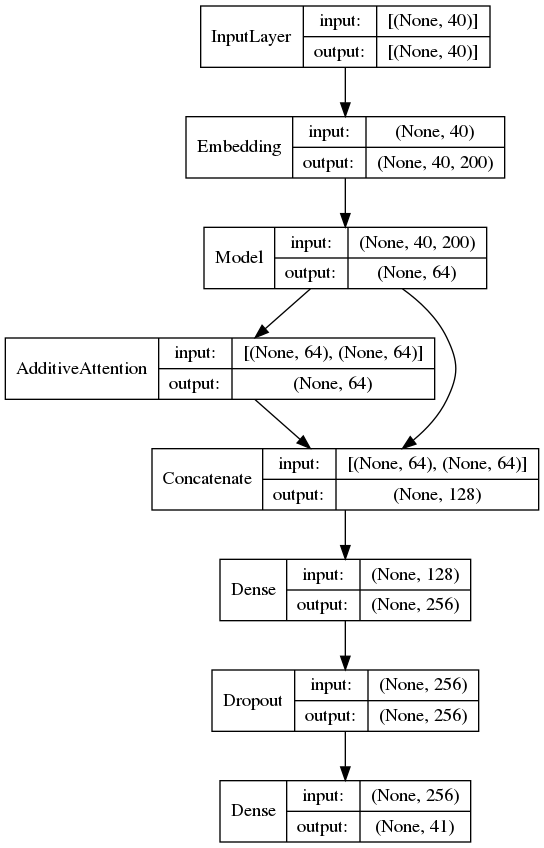 InputLayer
input: [(None, 40)]
output: [(None, 40)]
Embedding
input: (None, 40)
output: (None, 40, 200)
Model
input: (None, 40, 200)
output: (None, 64)
AdditiveAttention
input: [(None, 64), (None, 64)]
output: (None, 64)
Concatenate
input: [(None, 64), (None, 64)]
output: (None, 128)
Dense
input: (None, 128)
output: (None, 256)
Dropout
input: (None, 256)
output: (None, 256)
Dense
input: (None, 256)
output: (None, 41)